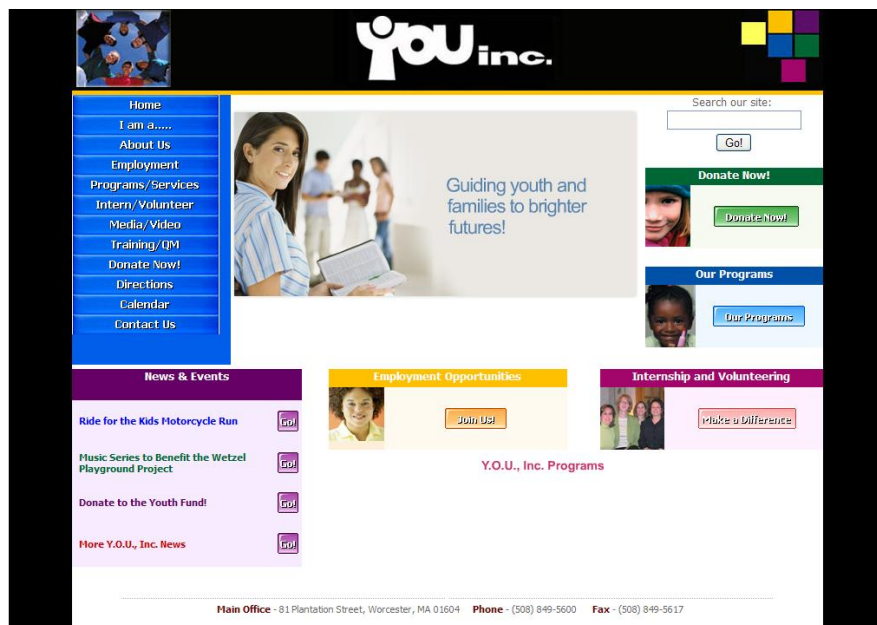 YOU inc.
Home
I am a.....
About Us
Employment
Programs/Services
Intern/Volunteer
Media/Video
Training/QM
Donate Now!
Directions
Calendar
Contact Us
Guiding youth and
families to brighter
futures!
Search our site:
Go!
Donate Now!
Donate Now!
Our Programs
Our Programs
News & Events
Ride for the Kids Motorcycle Run
Go!
Music Series to Benefit the Wetzel
Playground Project
Go!
Donate to the Youth Fund!
Go!
More Y.O.U., Inc. News
Go!
Employment Opportunities
Join Us!
Internship and Volunteering
Make a Difference
Y.O.U., Inc. Programs
Main Office - 81 Plantation Street, Worcester, MA 01604 Phone - (508) 849-5600 Fax - (508) 849-5617